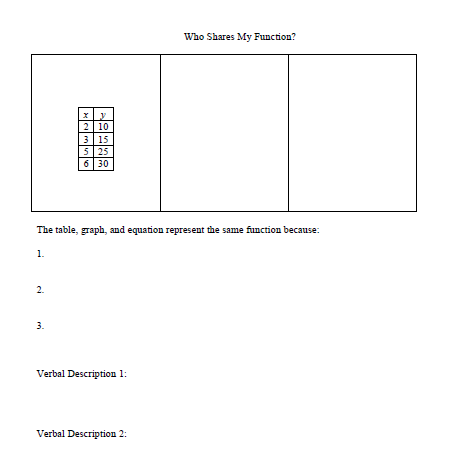 Who Shares My Function?
x y
2 10
3 15
5 25
6 30
The table, graph, and equation represent the same function because:
1.
2.
3.
Verbal Description 1:
Verbal Description 2: